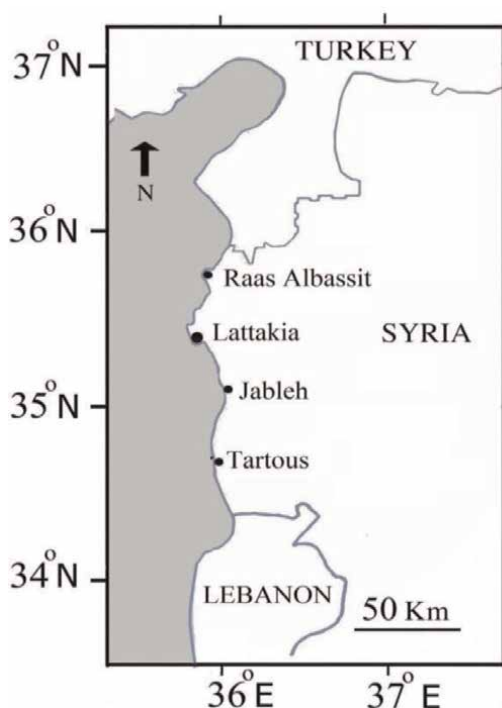 TURKEY
37°N
N
36°N
Raas Albassit
Lattakia
SYRIA
35°N
Jableh
Tartous
34°N
LEBANON
50 Km
36°E
37°E